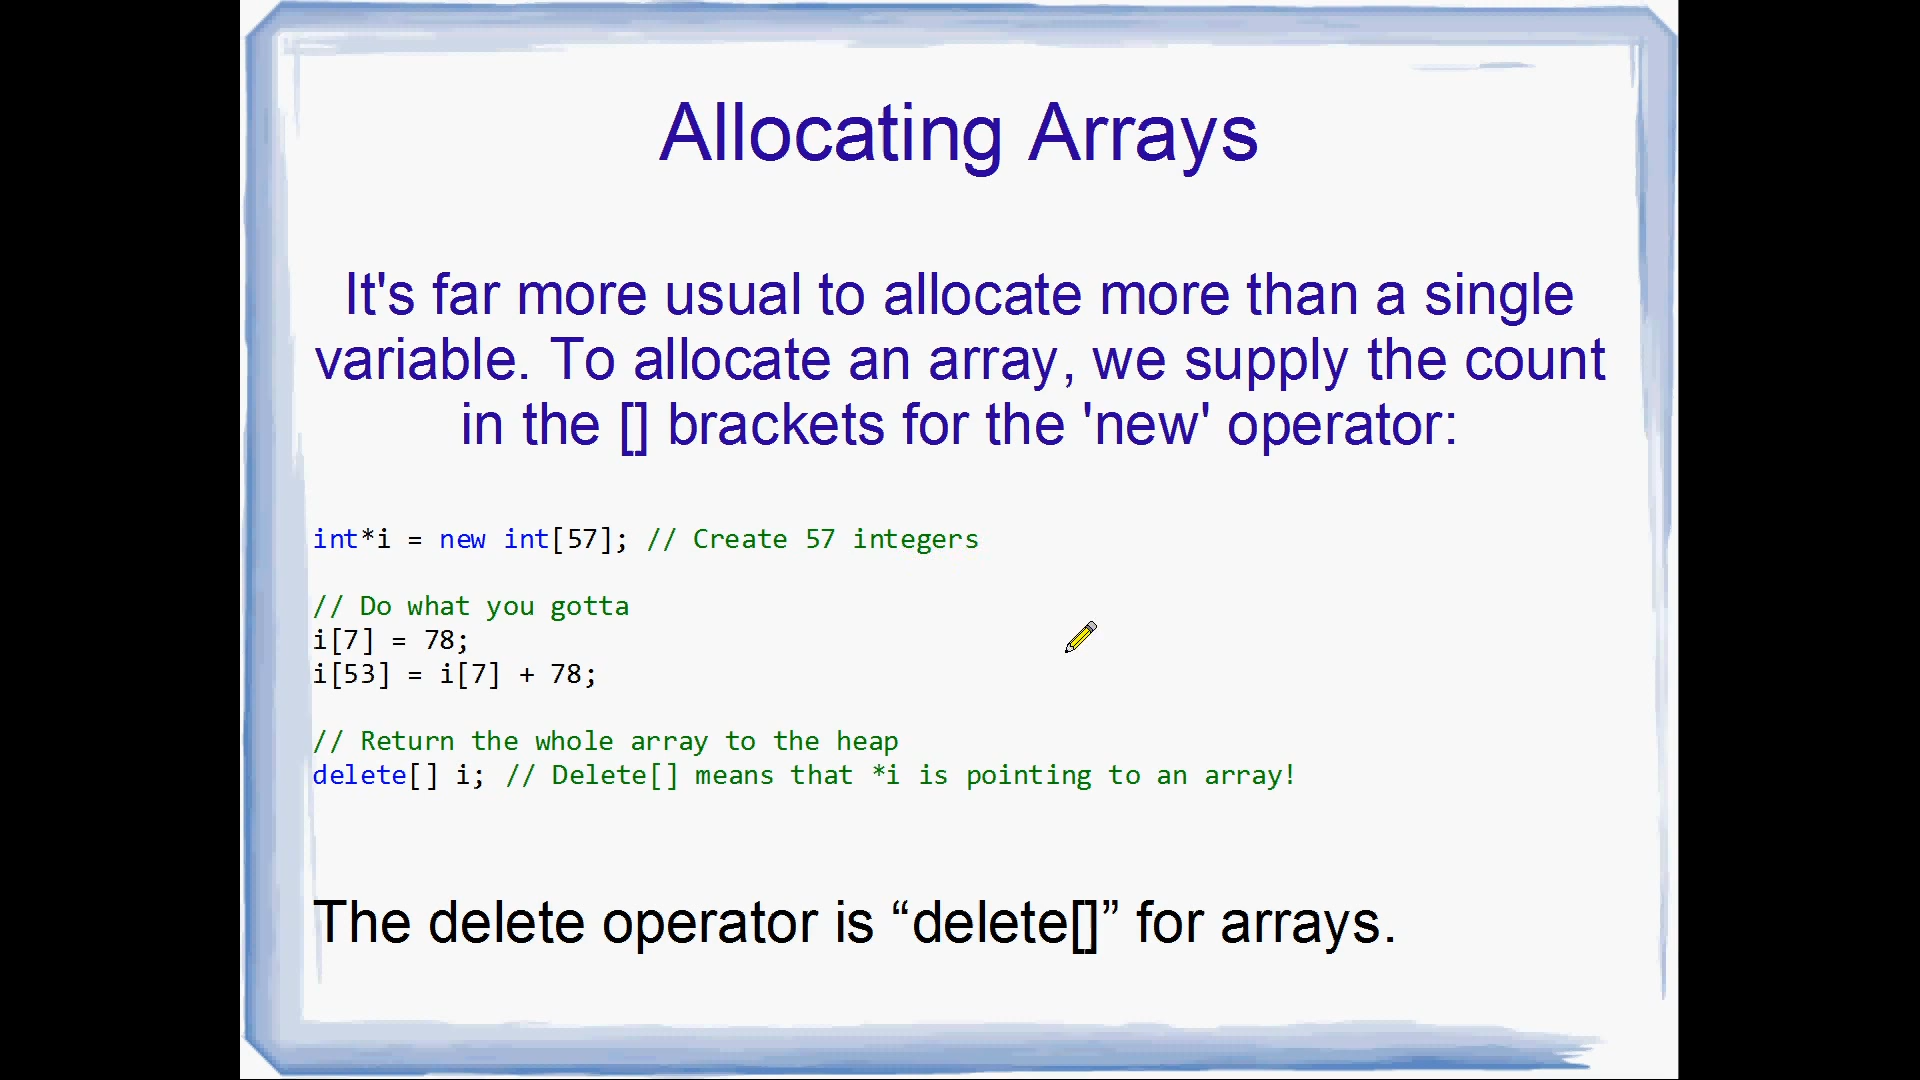 Allocating Arrays
It's far more usual to allocate more than a single
variable. To allocate an array, we supply the count
in the [] brackets for the 'new' operator:
int*i = new int[57]; // Create 57 integers
// Do what you gotta
i[7] = 78;
i[53] = i[7] + 78;
// Return the whole array to the heap
delete[] i; // Delete[] means that *i is pointing to an array!
The delete operator is “delete[]” for arrays.